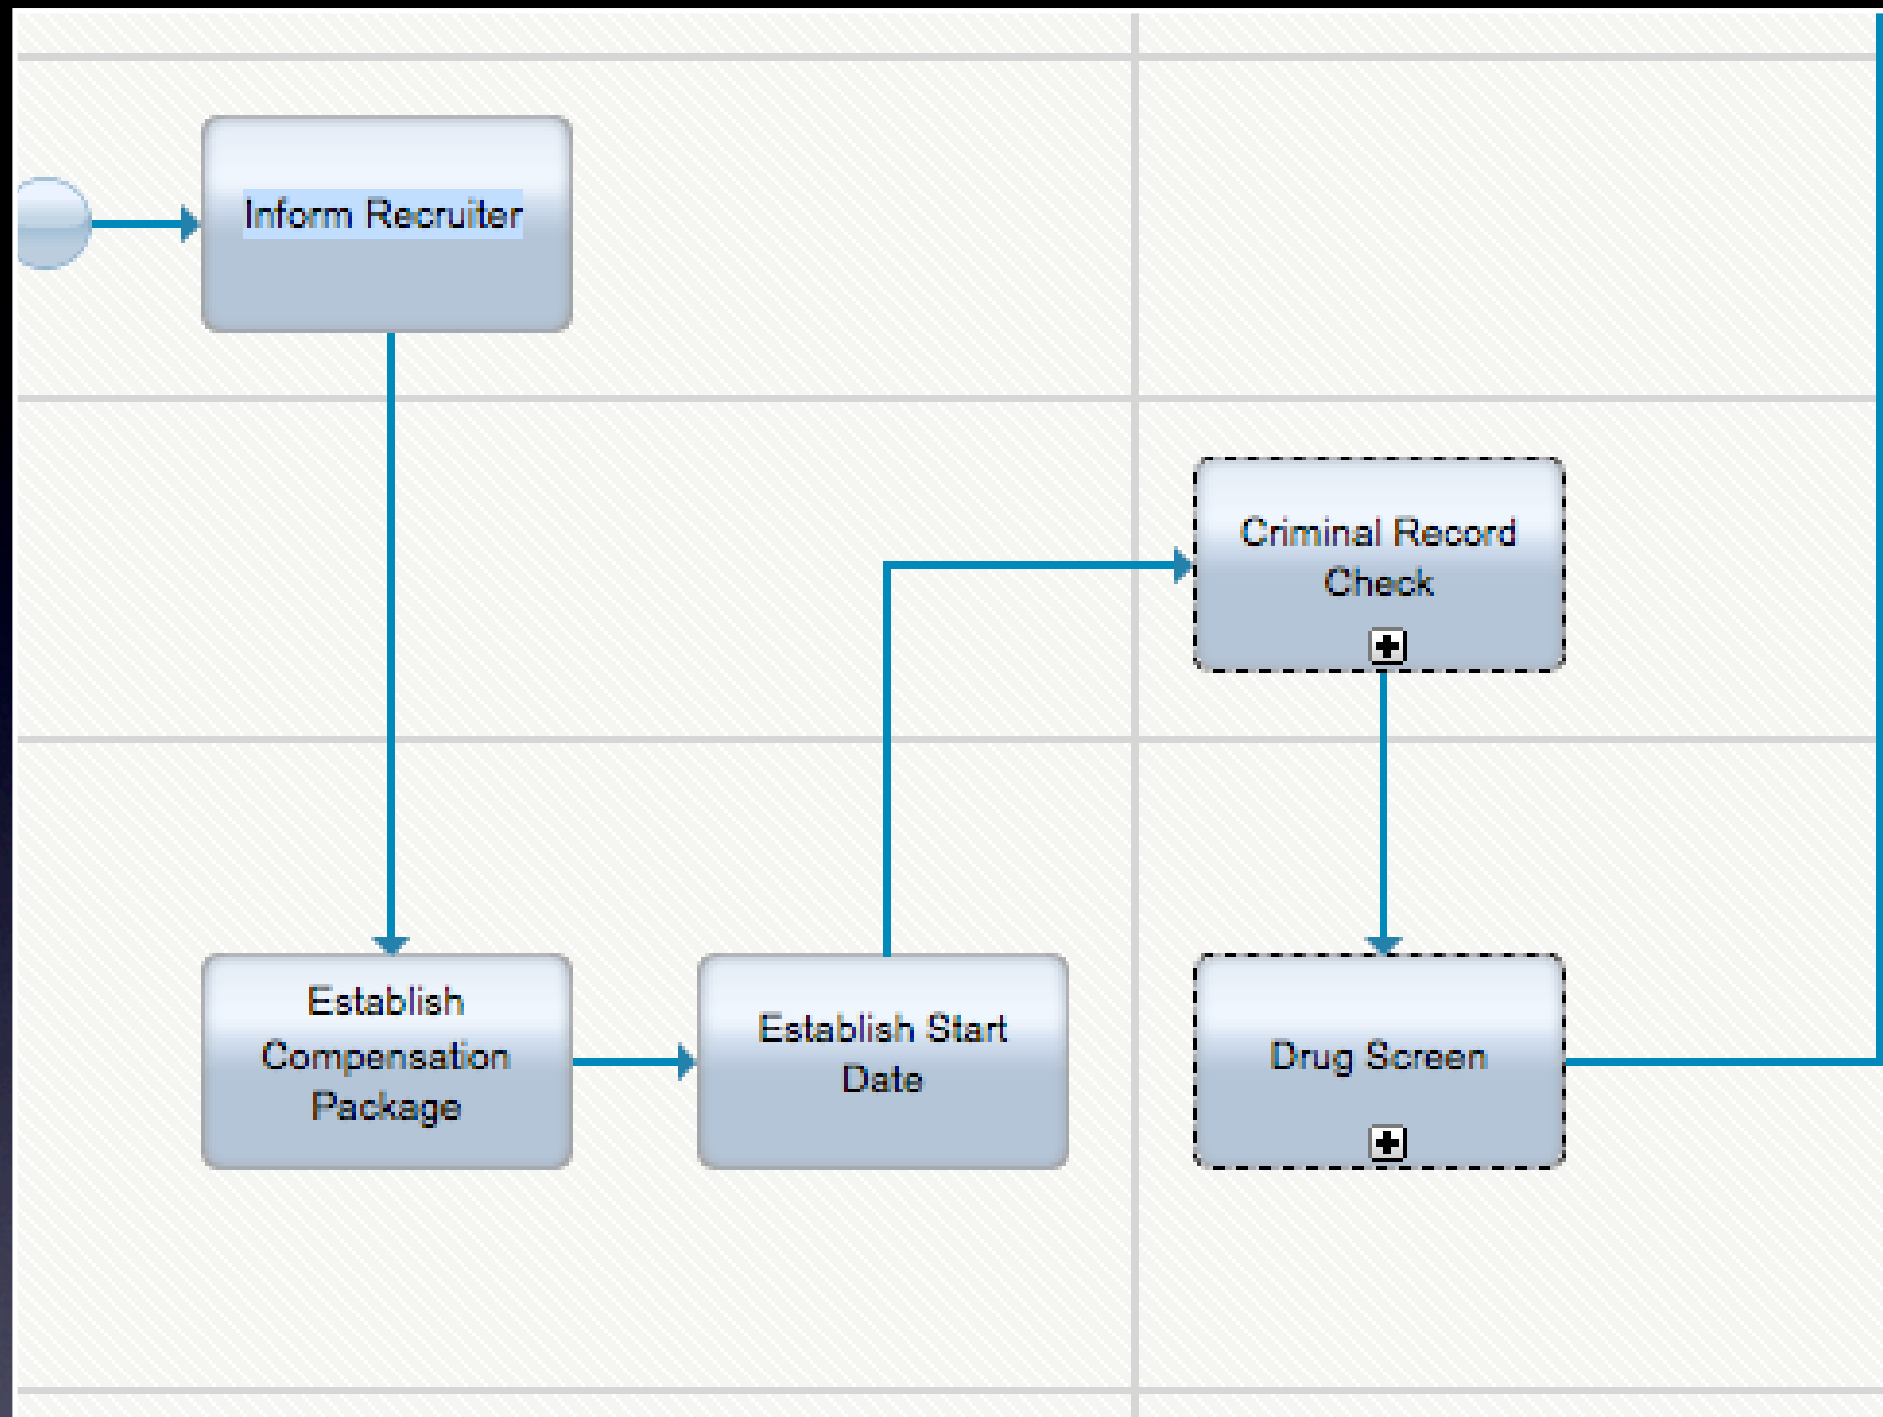 Inform Recruiter
Criminal Record
Check
Establish
Compensation
Package
Establish Start
Date
Drug Screen